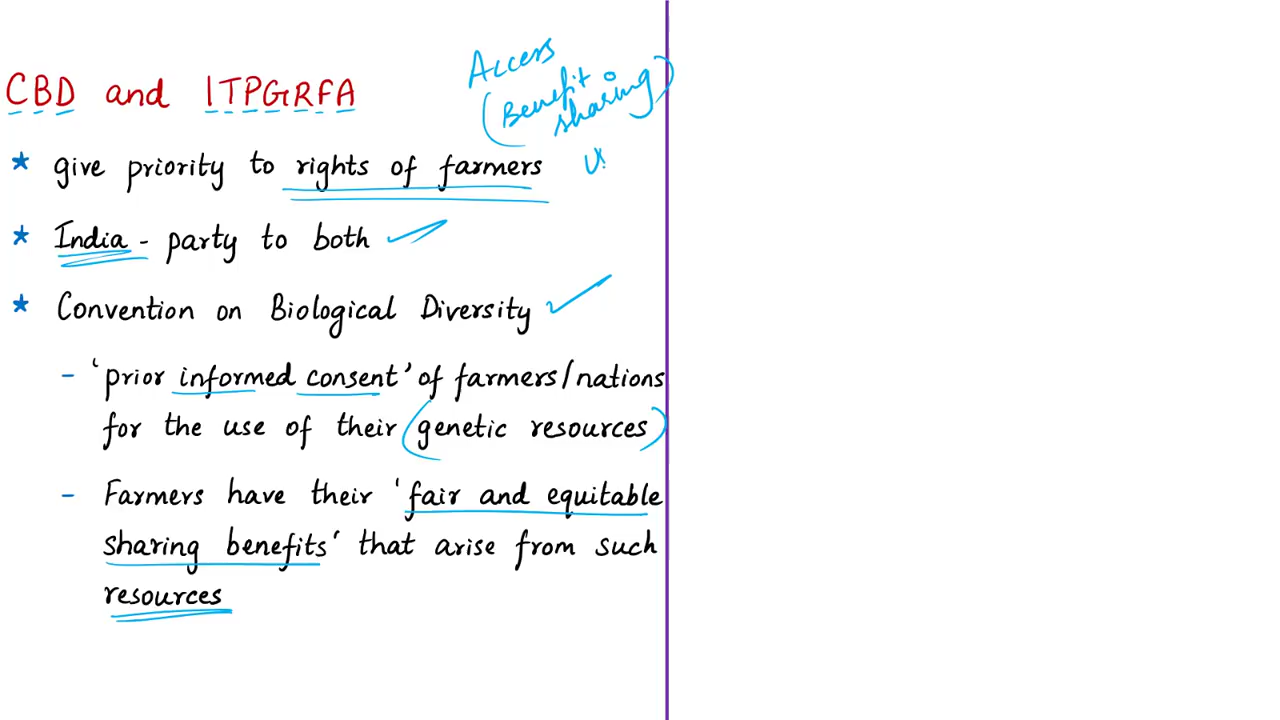 Access
(Benefit
sharing)
CBD and ITPGRFA
* give priority to rights of farmers
* India - party to both
* Convention on Biological Diversity
- 'prior informed consent' of farmers/nations
for the use of their (genetic resources)
- Farmers have their 'fair and equitable
sharing benefits' that arise from such
resources